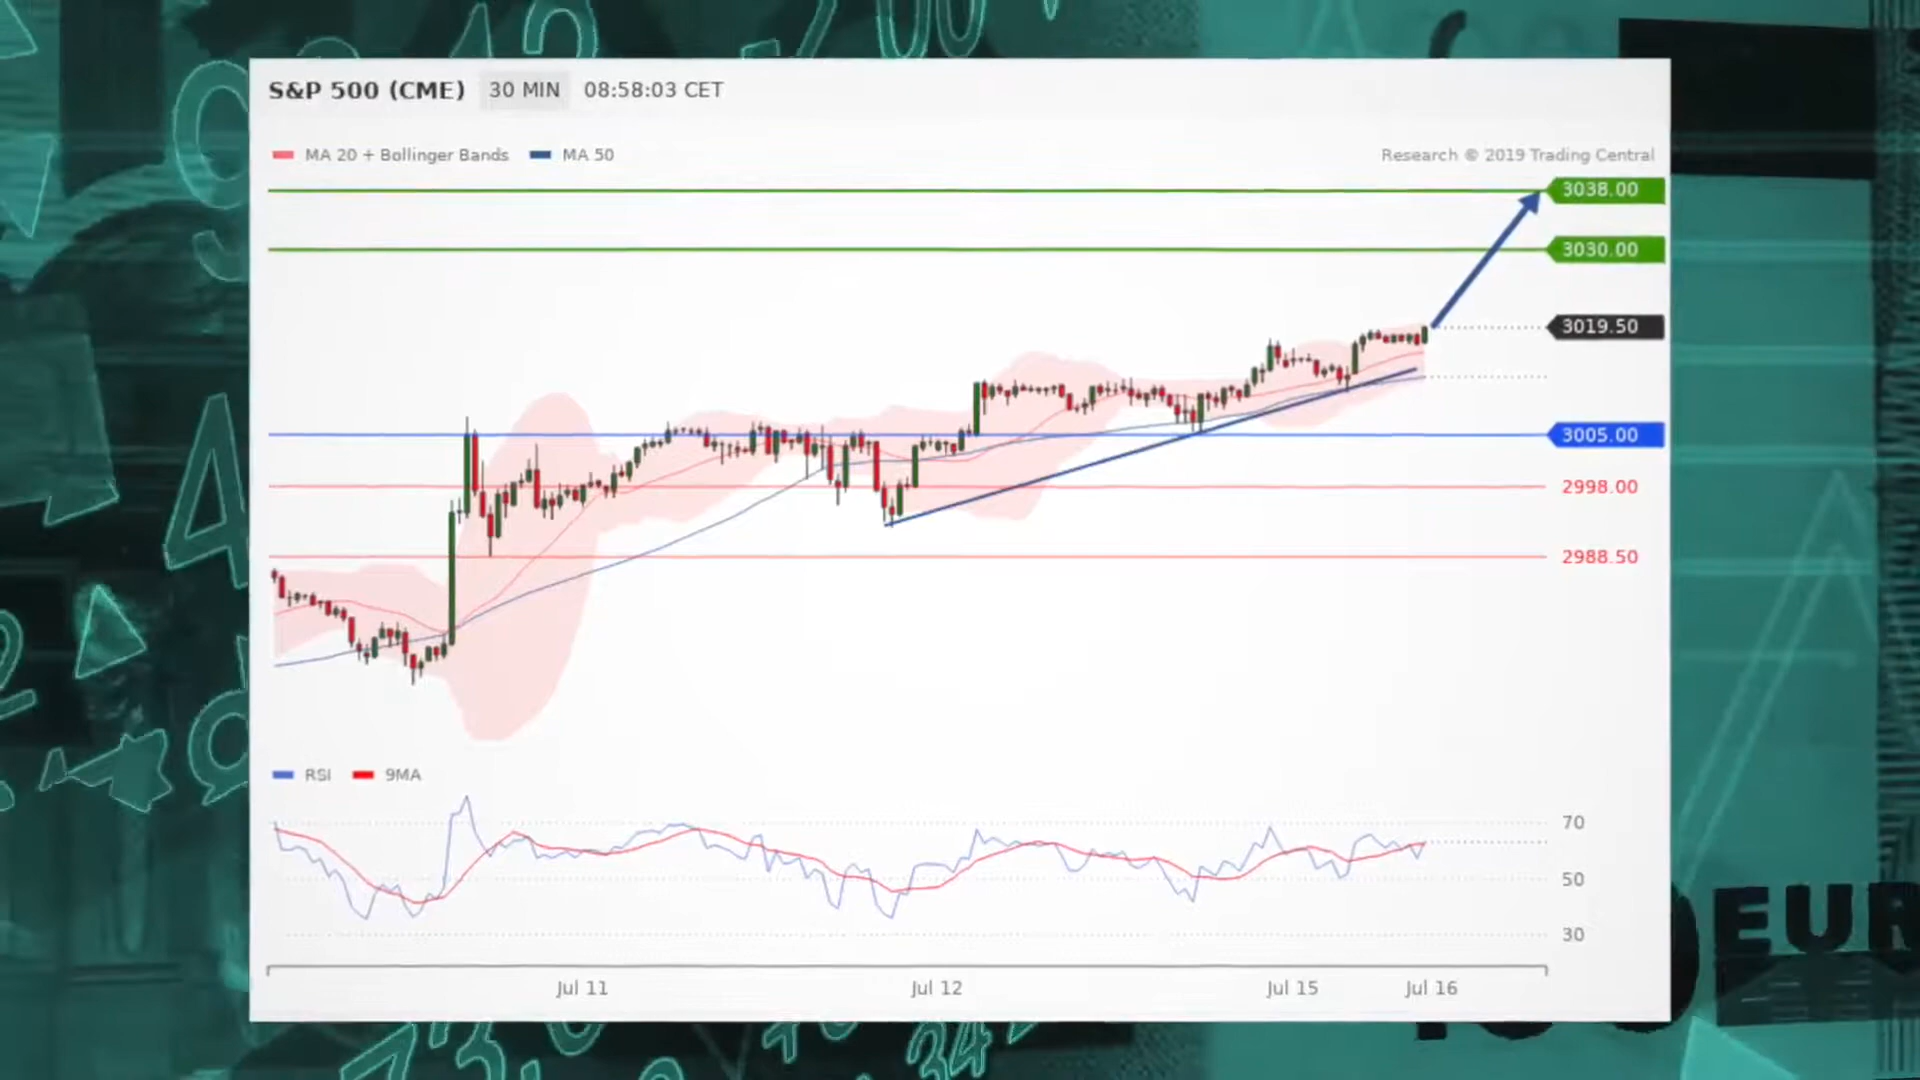 S&P 500 (CME) 30 MIN 08:58:03 CET
MA 20 + Bollinger Bands MA 50
Research © 2019 Trading Central
3038.00
3030.00
3019.50
3005.00
2998.00
2988.50
RSI 9MA
70
50
30
Jul 11 Jul 12 Jul 15 Jul 16
EUR
34